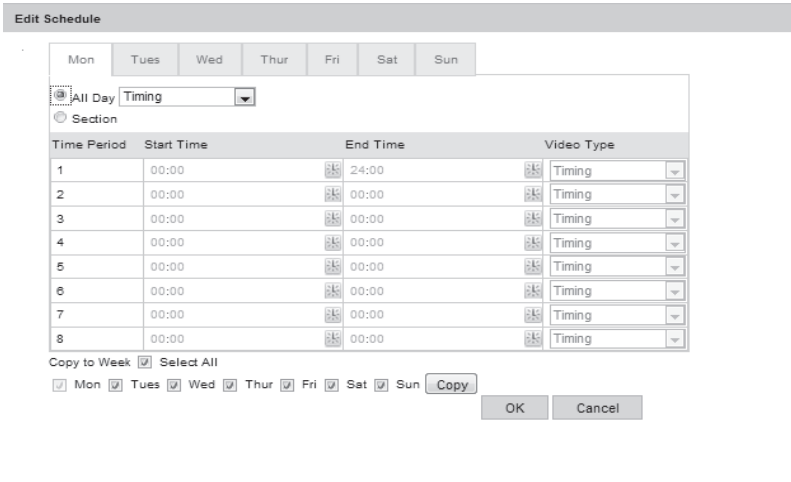 Edit Schedule
Mon Tues Wed Thur Fri Sat Sun
All Day Timing
Section
Time Period Start Time End Time Video Type
1 00:00 24:00 Timing
2 00:00 00:00 Timing
3 00:00 00:00 Timing
4 00:00 00:00 Timing
5 00:00 00:00 Timing
6 00:00 00:00 Timing
7 00:00 00:00 Timing
8 00:00 00:00 Timing
Copy to Week Select All
Mon Tues Wed Thur Fri Sat Sun Copy
OK Cancel